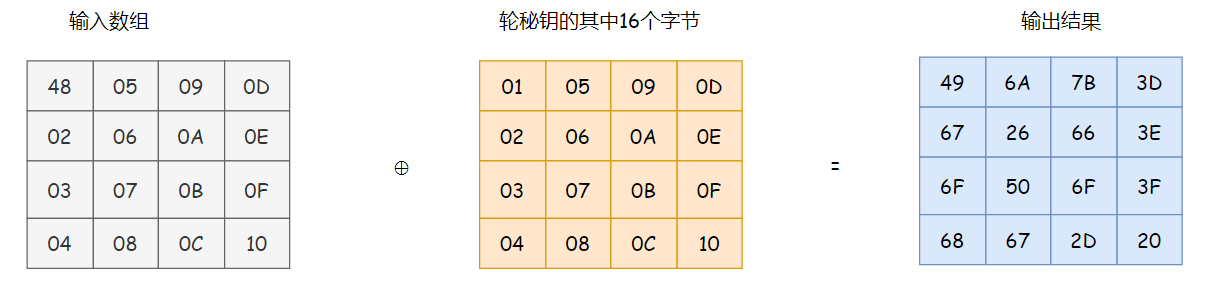 输入数组 轮秘钥的其中16个字节 输出结果
48 05 09 0D 01 05 09 0D 49 6A 7B 3D
02 06 0A 0E 02 06 0A 0E 67 26 66 3E
03 07 0B 0F ⊕ 03 07 0B 0F = 6F 50 6F 3F
04 08 0C 10 04 08 0C 10 68 67 2D 20